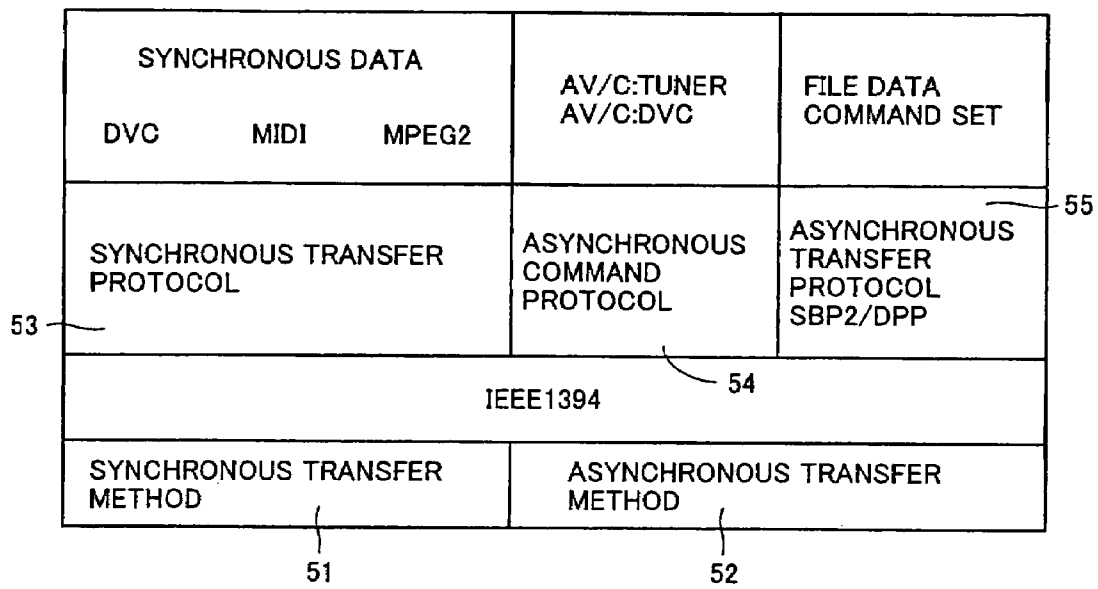 SYNCHRONOUS DATA
DVC MIDI MPEG2
AV/C:TUNER
AV/C:DVC
FILE DATA
COMMAND SET
55
SYNCHRONOUS TRANSFER
PROTOCOL
53
ASYNCHRONOUS
COMMAND
PROTOCOL
54
ASYNCHRONOUS
TRANSFER
PROTOCOL
SBP2/DPP
IEEE1394
SYNCHRONOUS TRANSFER
METHOD
51
ASYNCHRONOUS TRANSFER
METHOD
52